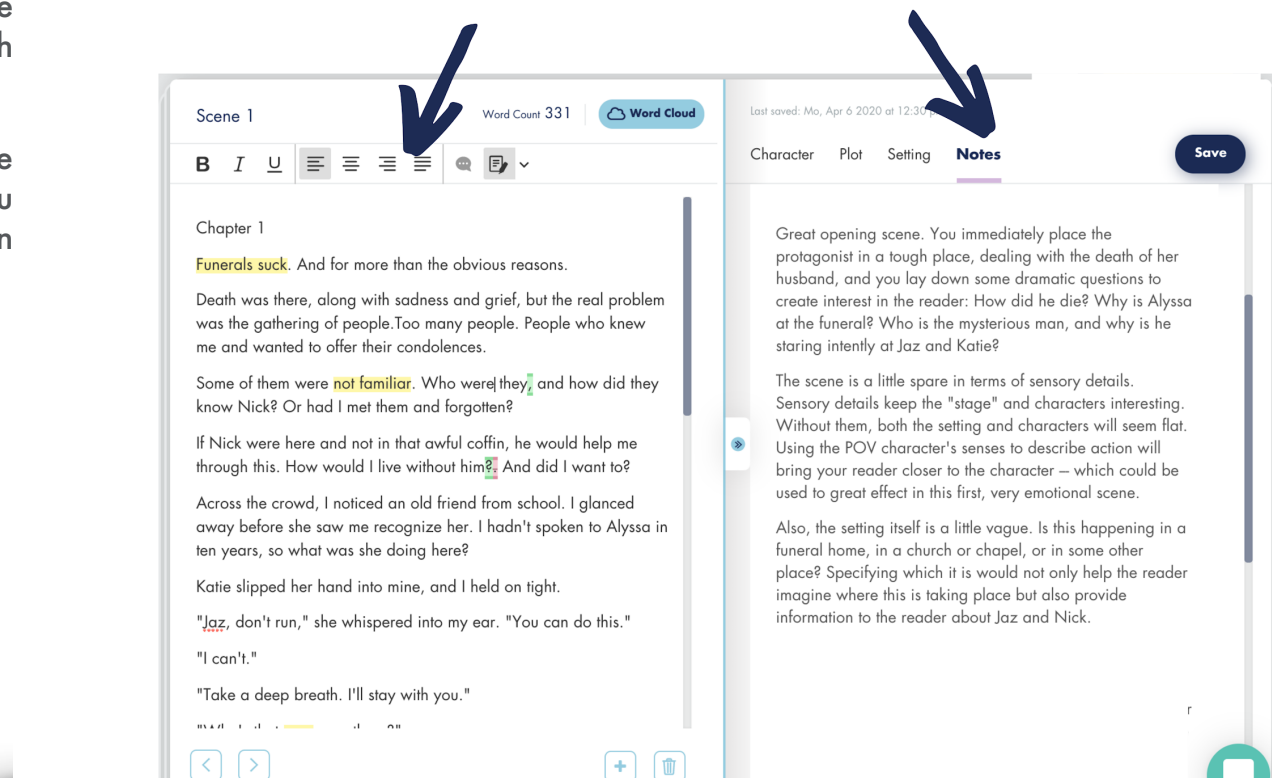 e
h
e
u
n
Scene 1
Word Count 331
Word Cloud
B I U
Chapter 1
Funerals suck. And for more than the obvious reasons.
Death was there, along with sadness and grief, but the real problem
was the gathering of people.Too many people. People who knew
me and wanted to offer their condolences.
Some of them were not familiar. Who were they, and how did they
know Nick? Or had I met them and forgotten?
If Nick were here and not in that awful coffin, he would help me
through this. How would I live without him?. And did I want to?
Across the crowd, I noticed an old friend from school. I glanced
away before she saw me recognize her. I hadn't spoken to Alyssa in
ten years, so what was she doing here?
Katie slipped her hand into mine, and I held on tight.
"Jaz, don't run," she whispered into my ear. "You can do this."
"I can't."
"Take a deep breath. I'll stay with you."
Last saved: Mo, Apr 6 2020 at 12:30
Character Plot Setting Notes
Save
Great opening scene. You immediately place the
protagonist in a tough place, dealing with the death of her
husband, and you lay down some dramatic questions to
create interest in the reader: How did he die? Why is Alyssa
at the funeral? Who is the mysterious man, and why is he
staring intently at Jaz and Katie?
The scene is a little spare in terms of sensory details.
Sensory details keep the "stage" and characters interesting.
Without them, both the setting and characters will seem flat.
Using the POV character's senses to describe action will
bring your reader closer to the character – which could be
used to great effect in this first, very emotional scene.
Also, the setting itself is a little vague. Is this happening in a
funeral home, in a church or chapel, or in some other
place? Specifying which it is would not only help the reader
imagine where this is taking place but also provide
information to the reader about Jaz and Nick.
r